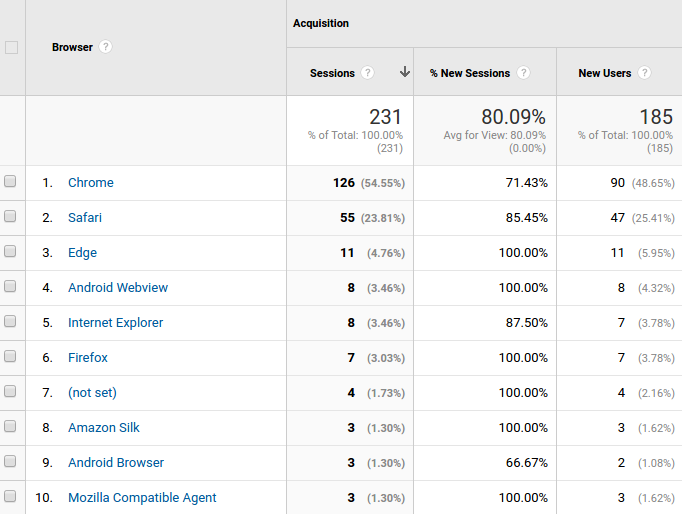 Acquisition
Browser ? Sessions ? % New Sessions ? New Users ?
231 80.09% 185
% of Total: 100.00% Avg for View: 80.09% % of Total: 100.00%
(231) (0.00%) (185)
1. Chrome 126 (54.55%) 71.43% 90 (48.65%)
2. Safari 55 (23.81%) 85.45% 47 (25.41%)
3. Edge 11 (4.76%) 100.00% 11 (5.95%)
4. Android Webview 8 (3.46%) 100.00% 8 (4.32%)
5. Internet Explorer 8 (3.46%) 87.50% 7 (3.78%)
6. Firefox 7 (3.03%) 100.00% 7 (3.78%)
7. (not set) 4 (1.73%) 100.00% 4 (2.16%)
8. Amazon Silk 3 (1.30%) 100.00% 3 (1.62%)
9. Android Browser 3 (1.30%) 66.67% 2 (1.08%)
10. Mozilla Compatible Agent 3 (1.30%) 100.00% 3 (1.62%)